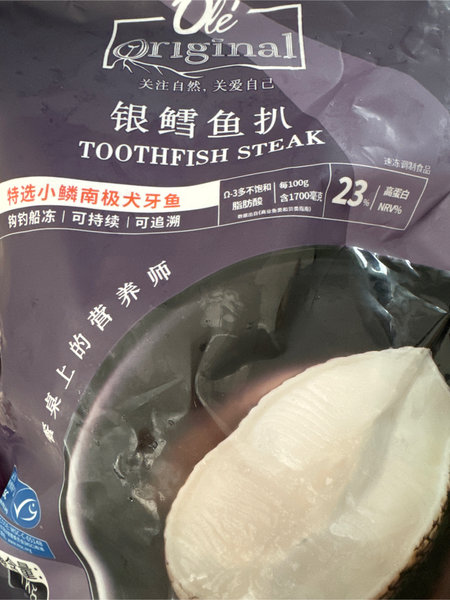 Olé
original
关注自然，关爱自己
银鳕鱼扒
TOOTHFISH STEAK
速冻调制食品
特选小鳞南极犬牙鱼
钩钓船冻 | 可持续 | 可追溯
Ω-3多不饱和
脂肪酸
每100g
含1700毫克
23%
高蛋白
NRV%
餐桌上的营养师